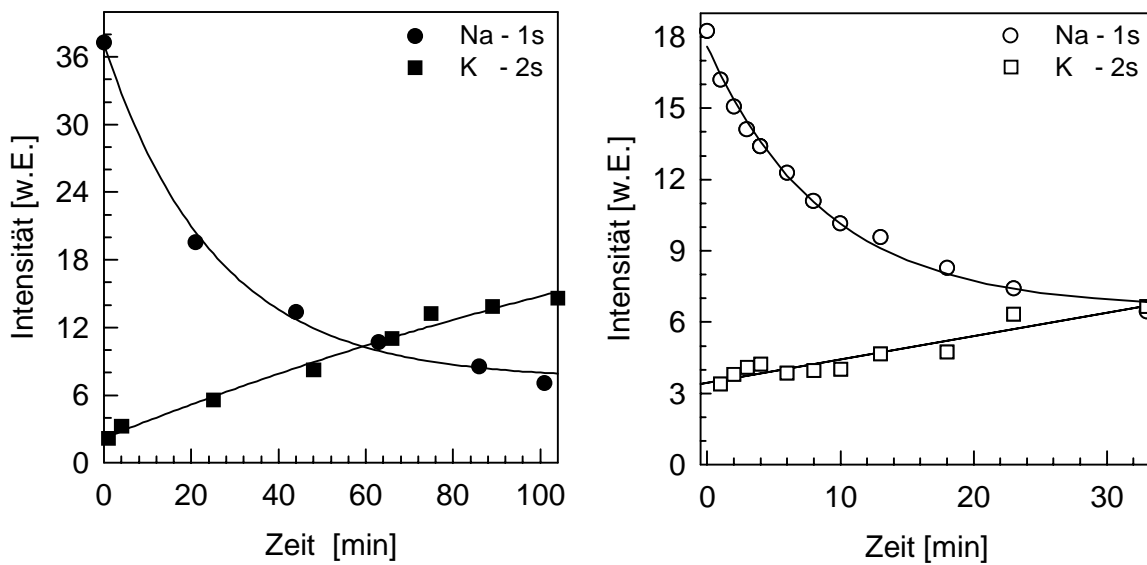 Intensität [w.E.]
36
30
24
18
12
6
0
Na - 1s
K - 2s
0 20 40 60 80 100
Zeit [min]
Intensität [w.E.]
18
15
12
9
6
3
0
Na - 1s
K - 2s
0 10 20 30
Zeit [min]